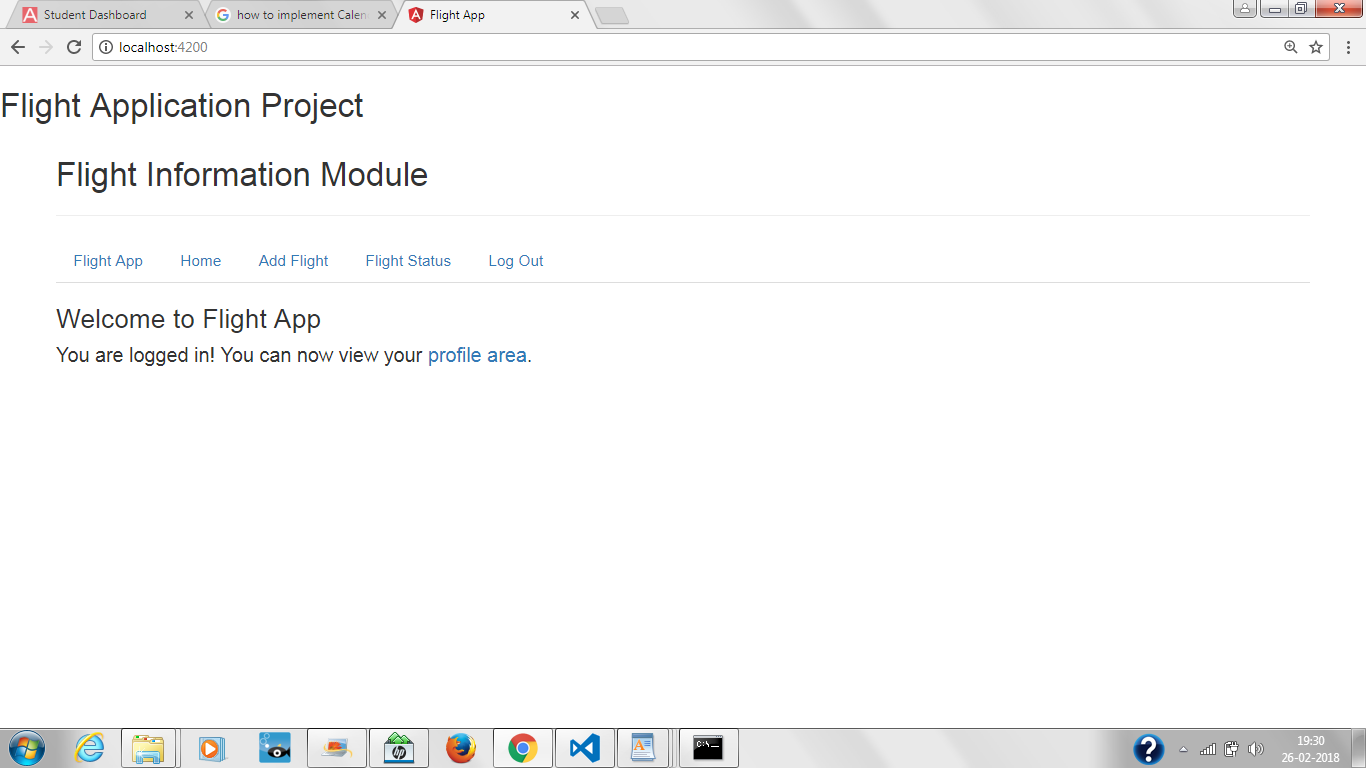 Student Dashboard
how to implement Calen
Flight App
localhost:4200
Flight Application Project
Flight Information Module
Flight App Home Add Flight Flight Status Log Out
Welcome to Flight App
You are logged in! You can now view your profile area.
19:30
26-02-2018